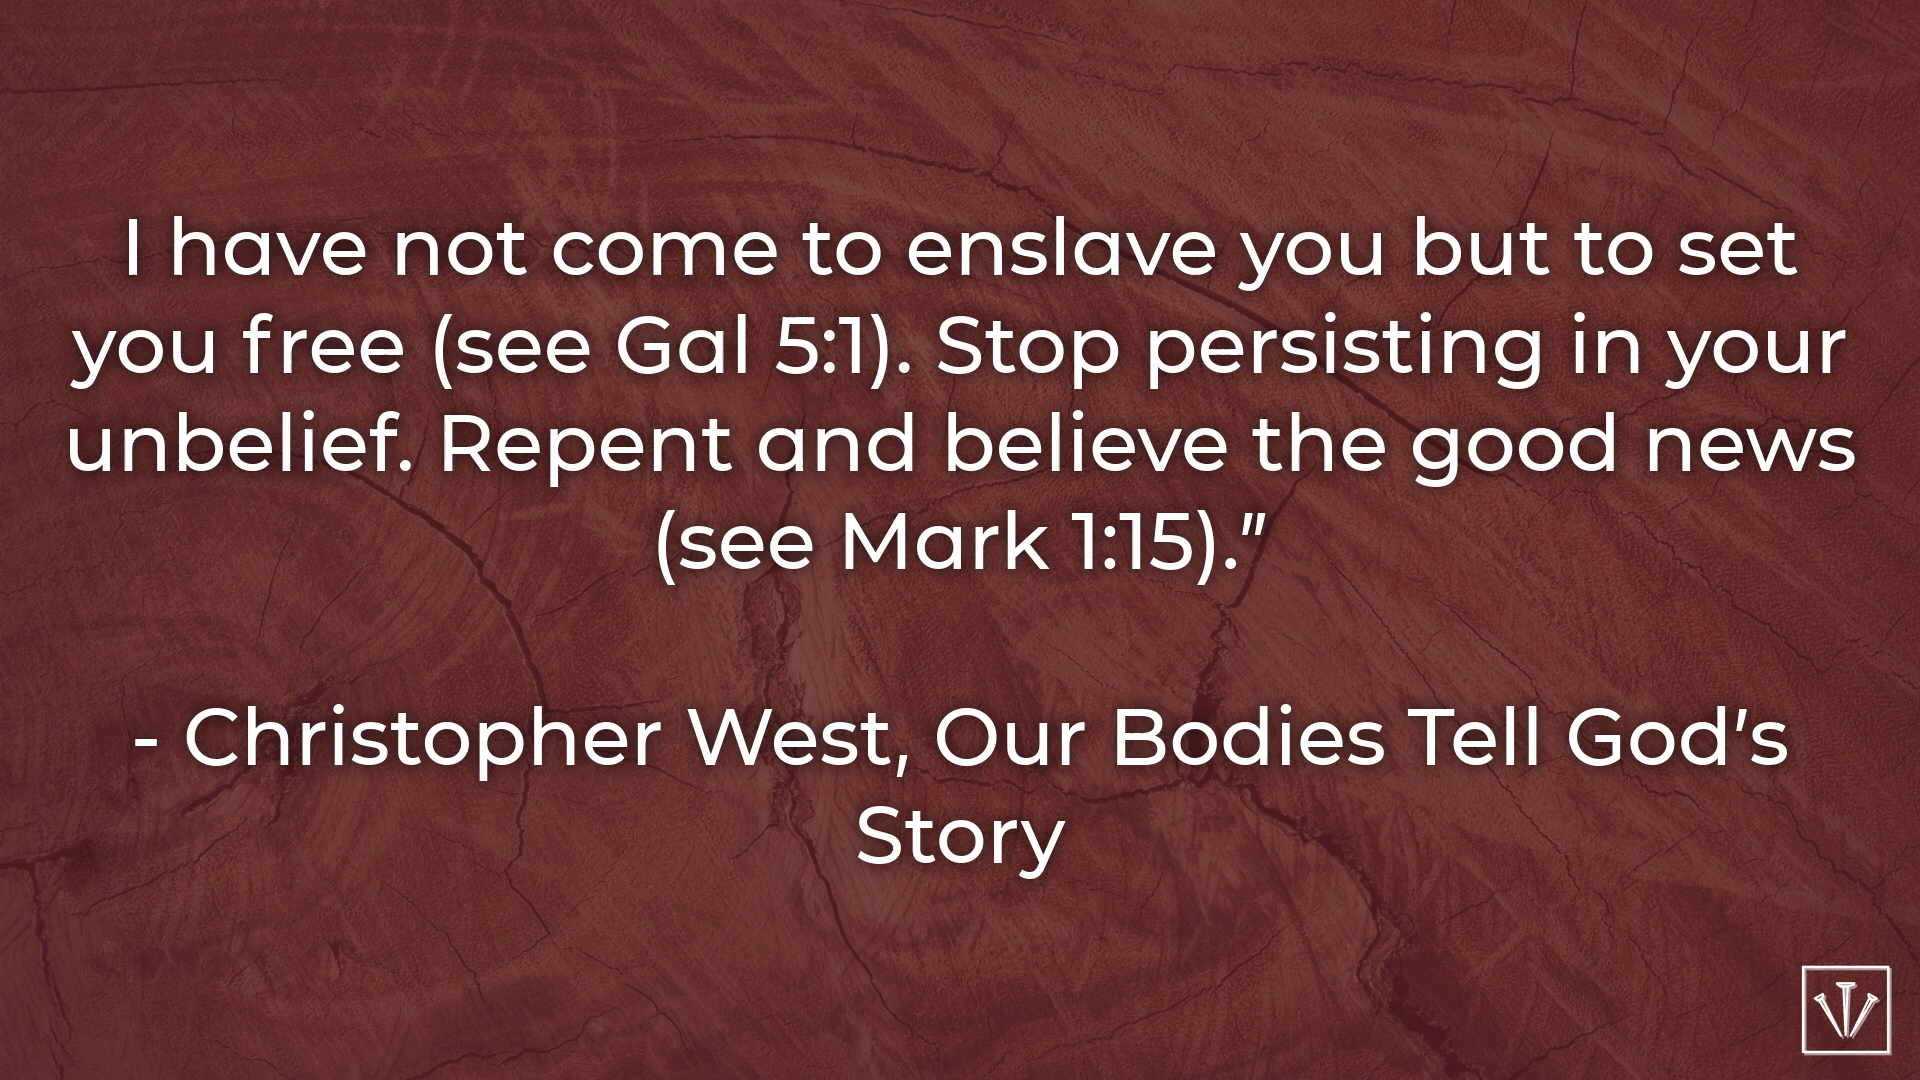 I have not come to enslave you but to set
you free (see Gal 5:1). Stop persisting in your
unbelief. Repent and believe the good news
(see Mark 1:15)."
- Christopher West, Our Bodies Tell God's
Story